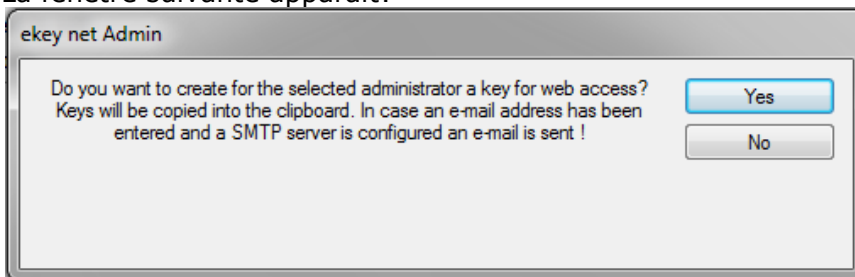 La fenêtre suivante apparaît:
ekey net Admin
Do you want to create for the selected administrator a key for web access?
Keys will be copied into the clipboard. In case an e-mail address has been
entered and a SMTP server is configured an e-mail is sent !
Yes
No